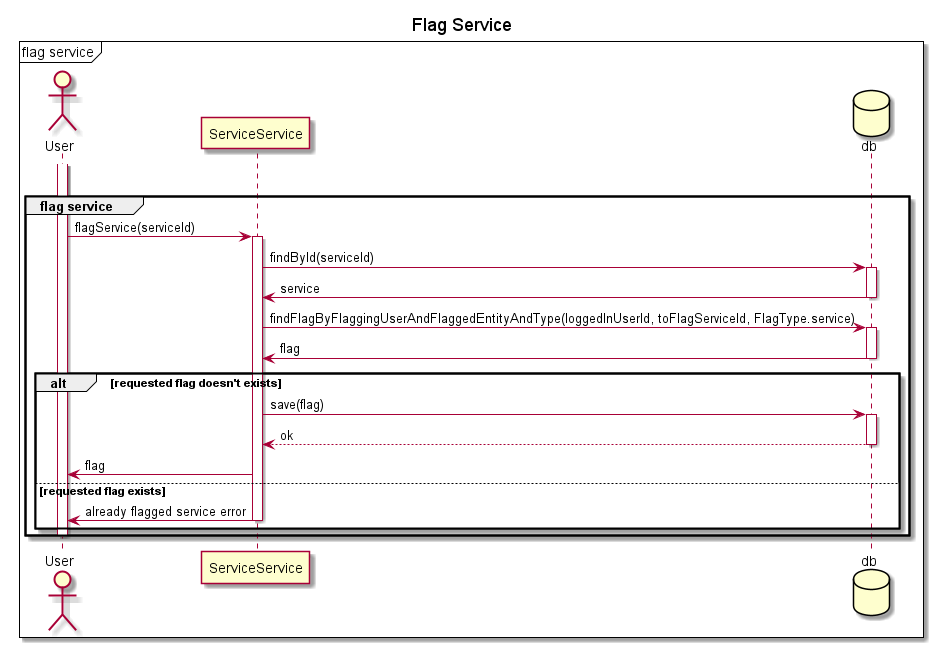 Flag Service
flag service
User
ServiceService
db
flag service
flagService(serviceId)
findById(serviceId)
service
findFlagByFlaggingUserAndFlaggedEntityAndType(loggedInUserId, toFlagServiceId, FlagType.service)
flag
alt [requested flag doesn't exists]
save(flag)
ok
flag
[requested flag exists]
already flagged service error
User
ServiceService
db